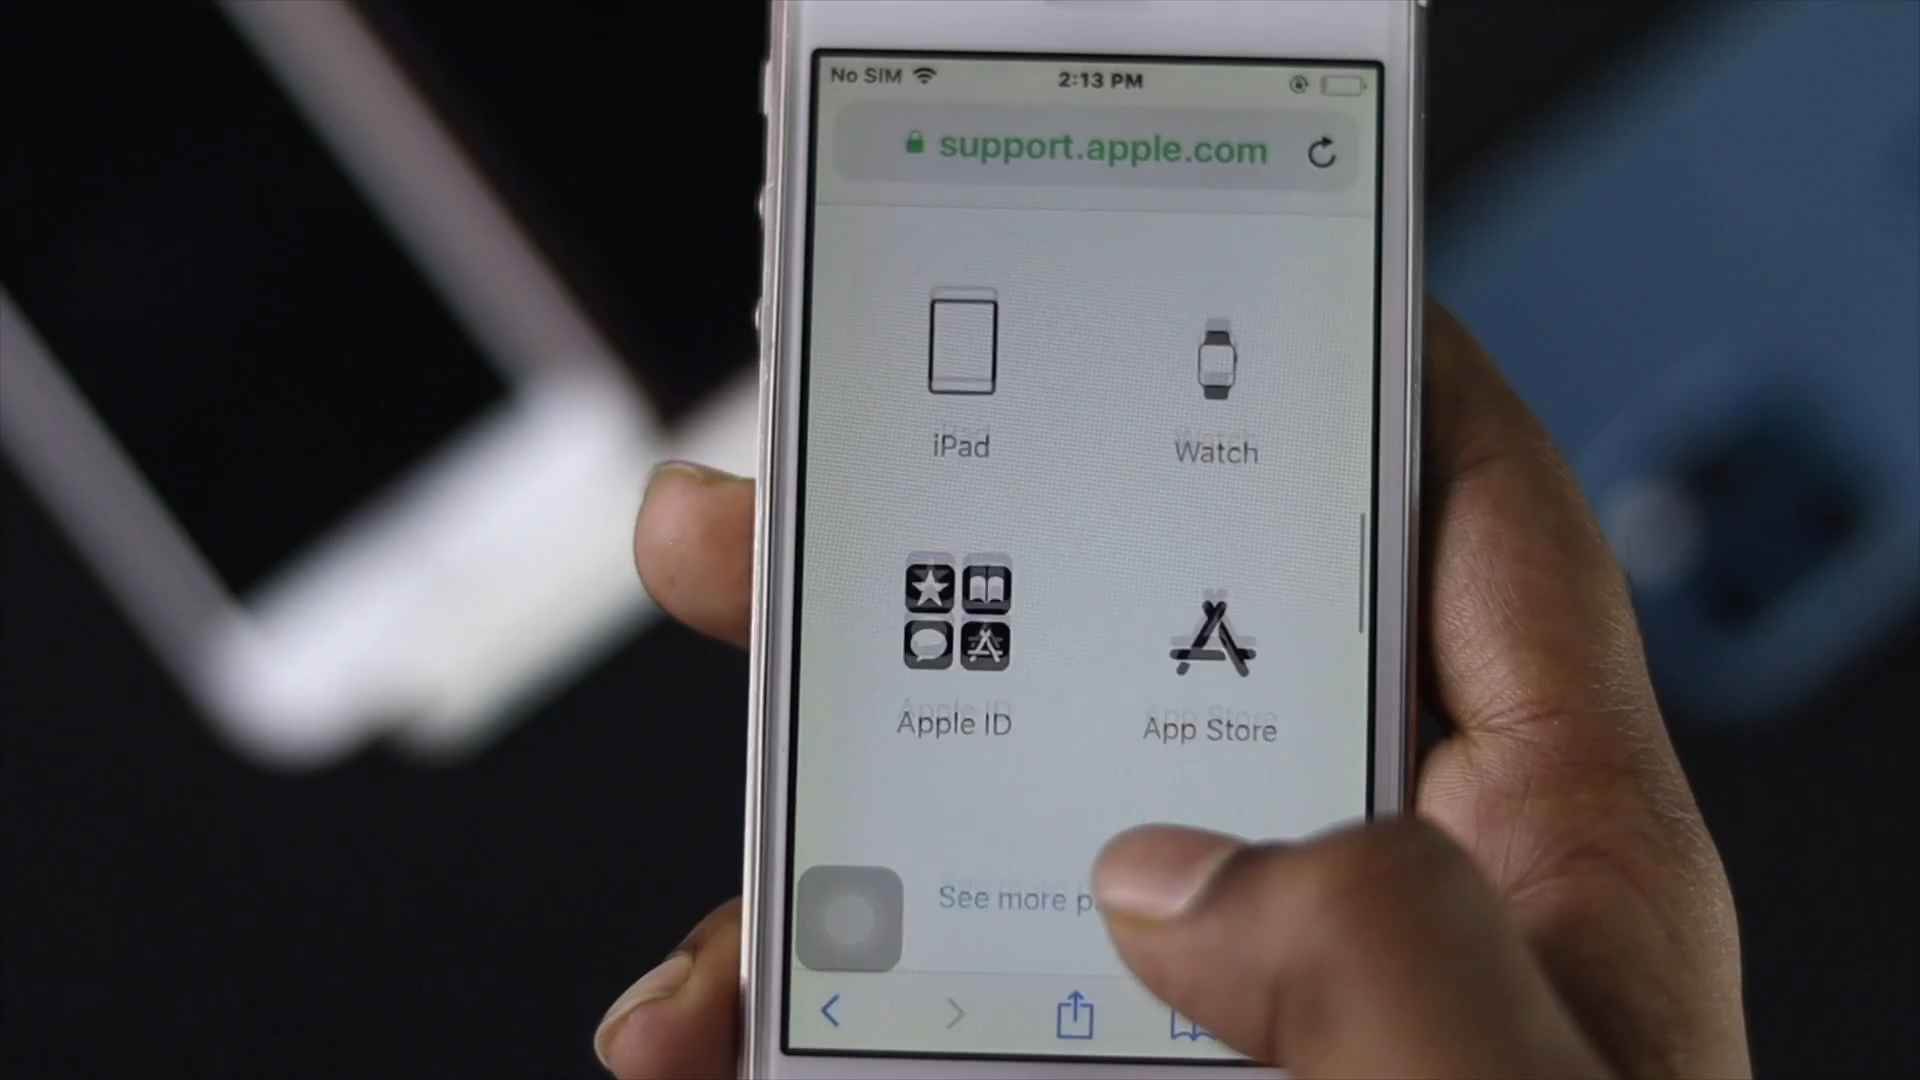 No SIM 2:13 PM
support.apple.com
iPad Watch
Apple ID App Store
See more